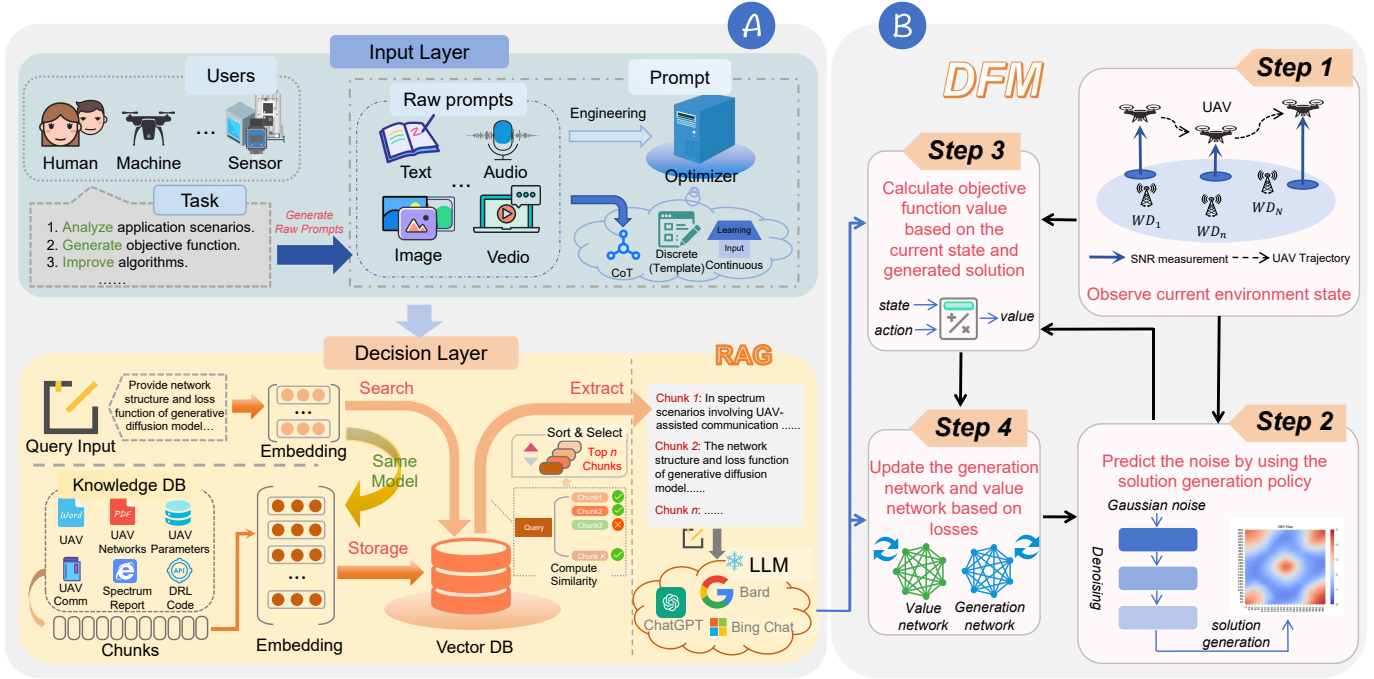 A
Input Layer
Users
Human
Machine
...
Sensor
Task
1. Analyze application scenarios.
2. Generate objective function.
3. Improve algorithms.
......
Generate
Raw Prompts
Raw prompts
Text
Audio
...
Image
Vedio
Prompt
Engineering
Optimizer
CoT
Discrete
(Template)
Learning
Input
Continuous
Decision Layer
RAG
Query Input
Provide network
structure and loss
function of generative
diffusion model…
...
Embedding
Search
Extract
Same
Model
Knowledge DB
Word
UAV
PDF
UAV
Networks
UAV
Parameters
UAV
Comm
Spectrum
Report
API
DRL
Code
Chunks
...
Embedding
Storage
Vector DB
Sort & Select
Top n
Chunks
Query
Chunk1
Chunk2
Chunk3
Chunk K
Compute
Similarity
Chunk 1: In spectrum
scenarios involving UAV-
assisted communication ......
Chunk 2: The network
structure and loss function
of generative diffusion
model......
Chunk n: ......
LLM
ChatGPT
Bard
Bing Chat
B
DFM
Step 1
UAV
WD1
WDn
WDN
SNR measurement
UAV Trajectory
Observe current environment state
Step 3
Calculate objective
function value
based on the
current state and
generated solution
state
action
value
Step 4
Update the generation
network and value
network based on
losses
Value
network
Generation
network
Step 2
Predict the noise by using the
solution generation policy
Gaussian noise
Denoising
solution
generation